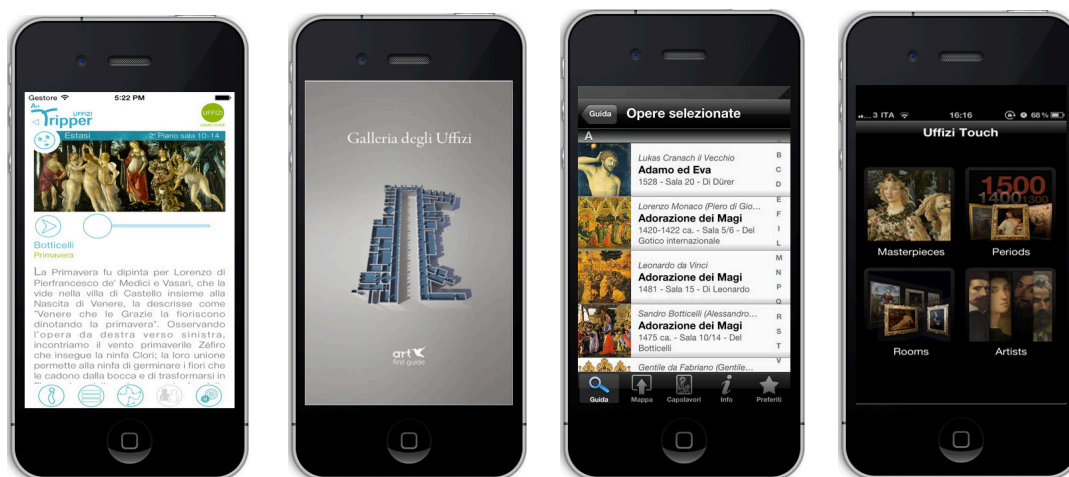 Gestore
5:22 PM
Art
Tripper
UFFIZI
UFFIZI
Estasi
2° Piano sala 10-14
Botticelli
Primavera
La Primavera fu dipinta per Lorenzo di
Pierfrancesco de' Medici e Vasari, che la
vide nella villa di Castello insieme alla
Nascita di Venere, la descrisse come
"Venere che le Grazie la fioriscono
dinotando la primavera". Osservando
l'opera da destra verso sinistra,
incontriamo il vento primaverile Zéfiro
che insegue la ninfa Clori; la loro unione
permette alla ninfa di germinare i fiori che
le cadono dalla bocca e di trasformarsi in
Galleria degli Uffizi
art
first guide
Guida
Opere selezionate
A
Lukas Cranach il Vecchio
Adamo ed Eva
1528 - Sala 20 - Di Dürer
Lorenzo Monaco (Piero di Gio...
Adorazione dei Magi
1420-1422 ca. - Sala 5/6 - Del
Gotico internazionale
Leonardo da Vinci
Adorazione dei Magi
1481 - Sala 15 - Di Leonardo
Sandro Botticelli (Alessandro...
Adorazione dei Magi
1475 ca. - Sala 10/14 - Del
Botticelli
Gentile da Fabriano (Gentile...
B
C
D
E
F
I
L
M
N
P
Q
R
S
T
V
Guida
Mappa
Capolavori
Info
Preferiti
3 ITA
16:16
68 %
Uffizi Touch
1500
1400
1300
Masterpieces
Periods
Rooms
Artists